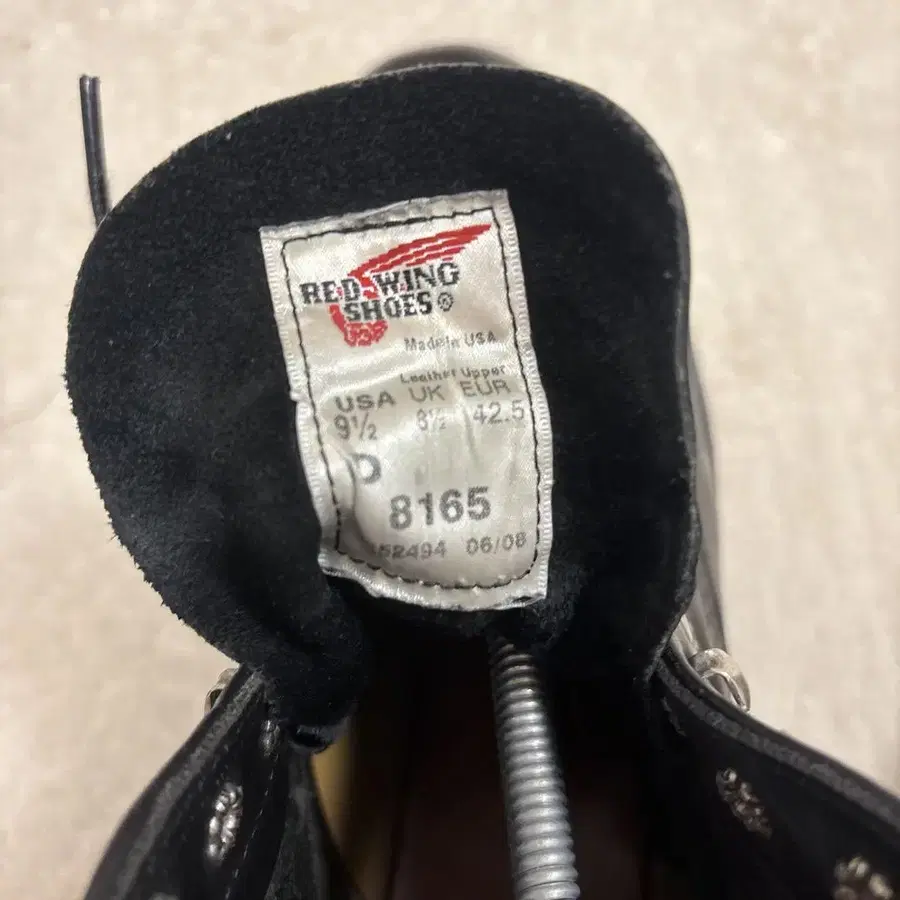 RED WING
SHOES®
Made in USA
Leather Upper
USA UK EUR
9½ 8½ 42.5
D
8165
52494 06/08